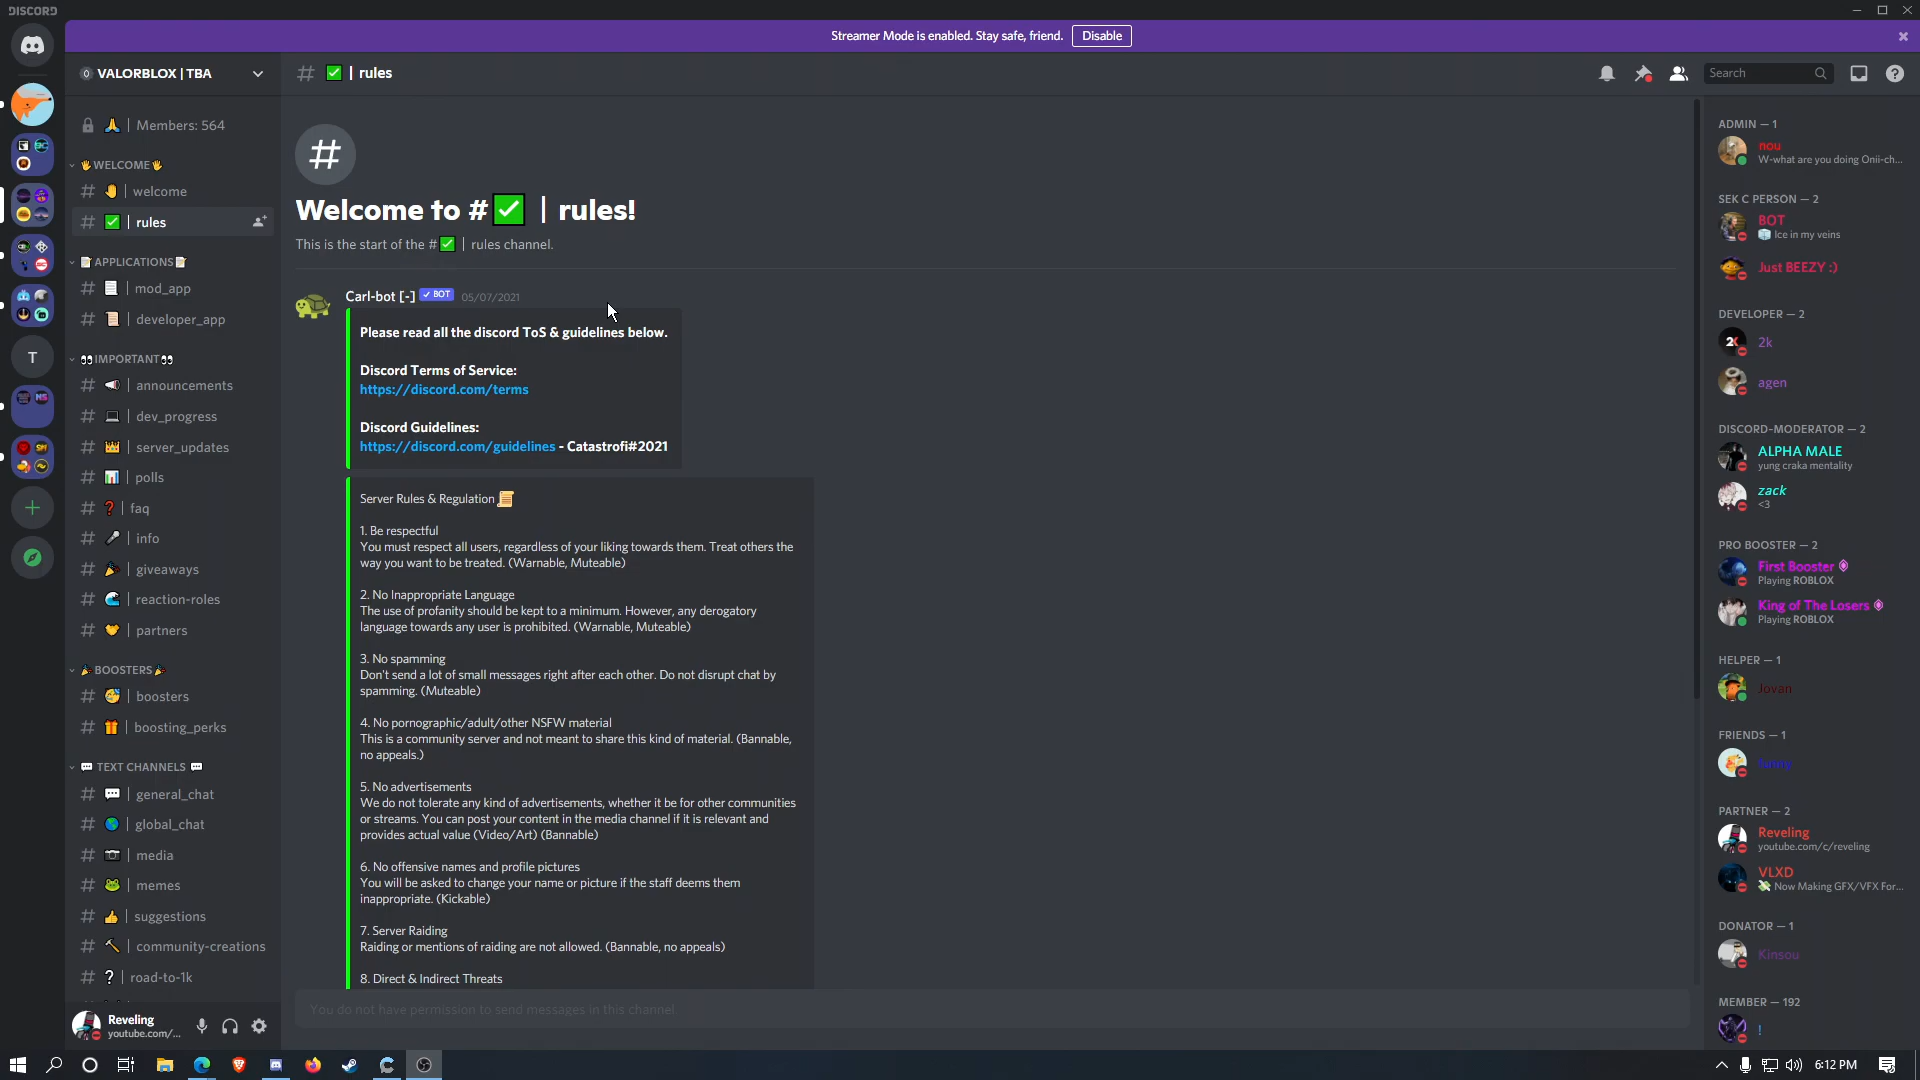 DISCORD
Streamer Mode is enabled. Stay safe, friend. Disable
VALORBLOX | TBA
# ✅ | rules
Search
🙏 | Members: 564
👋WELCOME👋
# 🤚 | welcome
# ✅ | rules
📝APPLICATIONS📝
# 📃 | mod_app
# 📜 | developer_app
👀IMPORTANT👀
# 📢 | announcements
# 💻 | dev_progress
# 👑 | server_updates
# 📊 | polls
# ❓ | faq
# 🎤 | info
# 🎉 | giveaways
# 🌊 | reaction-roles
# 🤝 | partners
🎉BOOSTERS🎉
# 🥳 | boosters
# 🎁 | boosting_perks
💬 TEXT CHANNELS 💬
# 💬 | general_chat
# 🌎 | global_chat
# 📷 | media
# 🐸 | memes
# 👍 | suggestions
# 🔨 | community-creations
# ❔ | road-to-1k
T
Reveling
youtube.com/...
#
Welcome to #✅ | rules!
This is the start of the #✅ | rules channel.
Carl-bot [-] ✓ BOT 05/07/2021
Please read all the discord ToS & guidelines below.
Discord Terms of Service:
https://discord.com/terms
Discord Guidelines:
https://discord.com/guidelines - Catastrofi#2021
Server Rules & Regulation 📜
1. Be respectful
You must respect all users, regardless of your liking towards them. Treat others the
way you want to be treated. (Warnable, Muteable)
2. No Inappropriate Language
The use of profanity should be kept to a minimum. However, any derogatory
language towards any user is prohibited. (Warnable, Muteable)
3. No spamming
Don't send a lot of small messages right after each other. Do not disrupt chat by
spamming. (Muteable)
4. No pornographic/adult/other NSFW material
This is a community server and not meant to share this kind of material. (Bannable,
no appeals.)
5. No advertisements
We do not tolerate any kind of advertisements, whether it be for other communities
or streams. You can post your content in the media channel if it is relevant and
provides actual value (Video/Art) (Bannable)
6. No offensive names and profile pictures
You will be asked to change your name or picture if the staff deems them
inappropriate. (Kickable)
7. Server Raiding
Raiding or mentions of raiding are not allowed. (Bannable, no appeals)
8. Direct & Indirect Threats
You do not have permission to send messages in this channel.
ADMIN — 1
nou
W-what are you doing Onii-ch...
SEK C PERSON — 2
BOT
🧊 Ice in my veins
Just BEEZY :)
DEVELOPER — 2
2k
agen
DISCORD-MODERATOR — 2
ALPHA MALE
yung craka mentality
zack
<3
PRO BOOSTER — 2
First Booster
Playing ROBLOX
King of The Losers
Playing ROBLOX
HELPER — 1
Jovan
FRIENDS — 1
PARTNER — 2
Reveling
youtube.com/c/reveling
VLXD
💸 Now Making GFX/VFX For...
DONATOR — 1
Kinsou
MEMBER — 192
!
6:12 PM